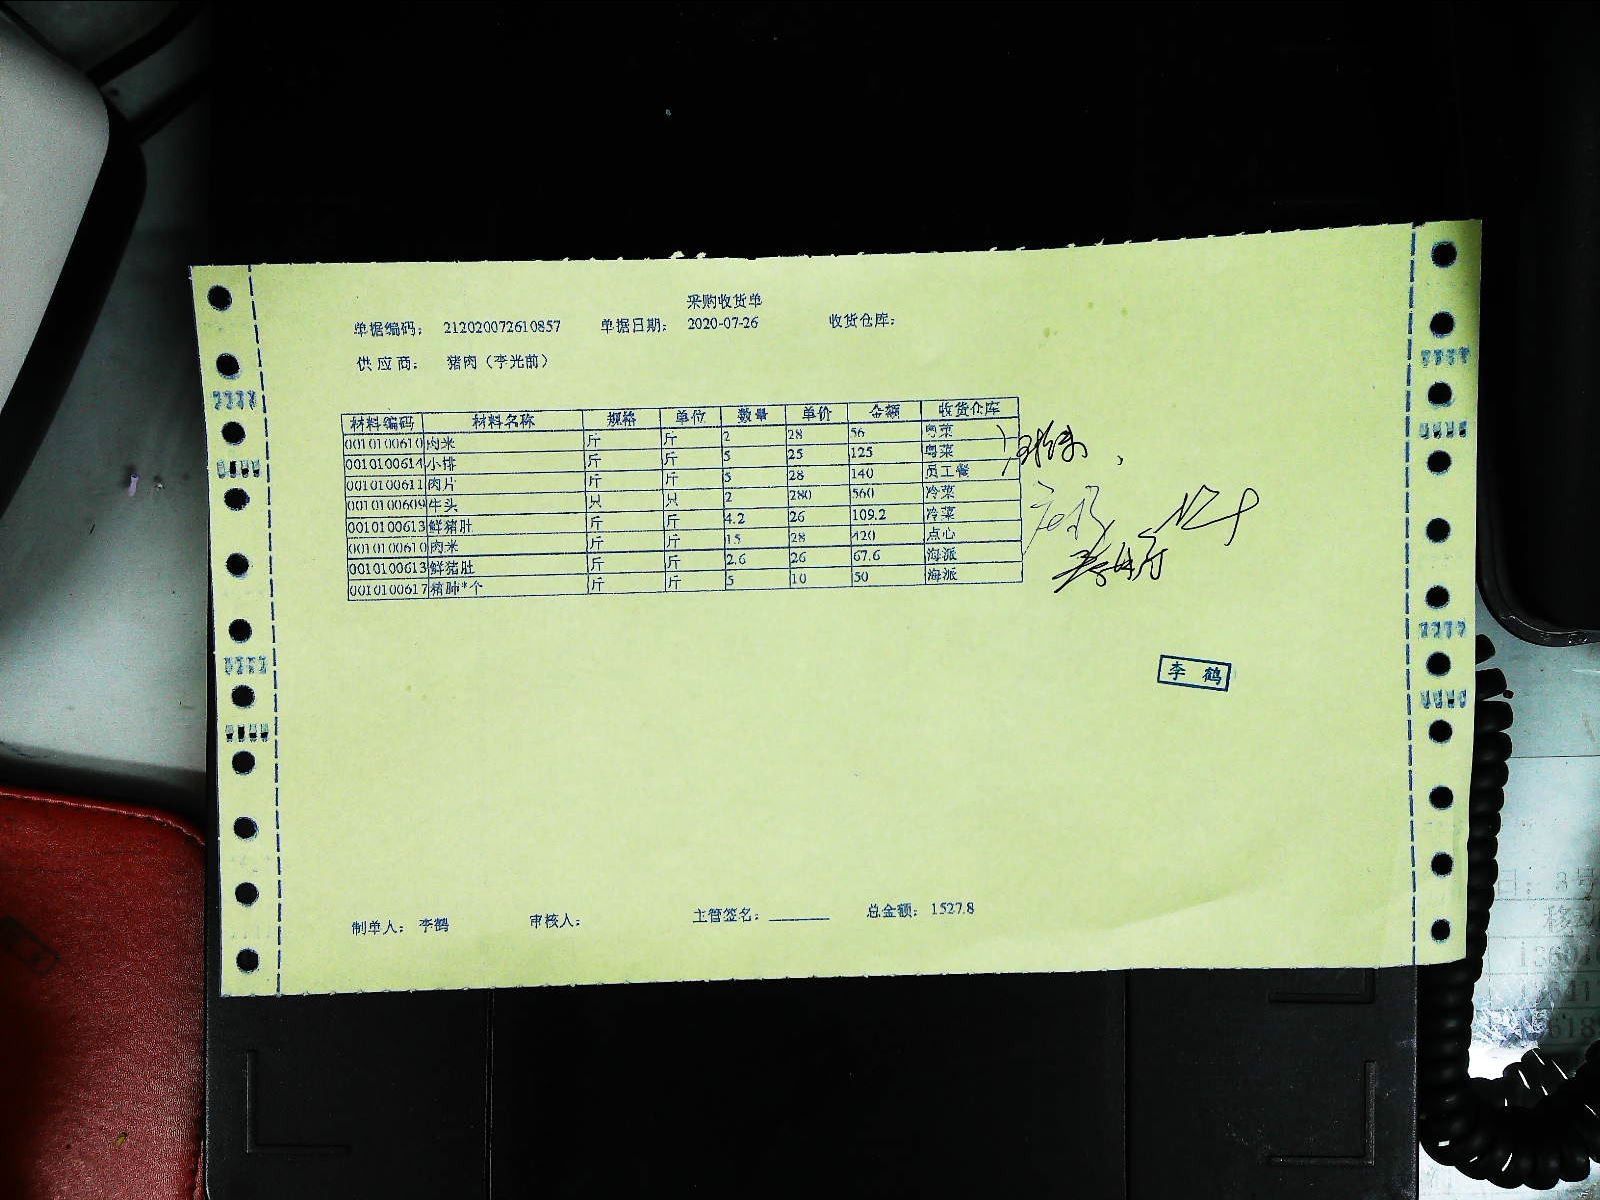 采购收货单
单据编码： 212020072610857 单据日期： 2020-07-26 收货仓库：
供应商： 猪肉（李光前）
材料编码 材料名称 规格 单位 数量 单价 金额 收货仓库
0010100610 肉米 斤 斤 2 28 56 粤菜
0010100614 小排 斤 斤 5 25 125 粤菜
0010100611 肉片 斤 斤 5 28 140 员工餐
0010100609 牛头 只 只 2 280 560 冷菜
0010100613 鲜猪肚 斤 斤 4.2 26 109.2 冷菜
0010100610 肉米 斤 斤 15 28 420 点心
0010100613 鲜猪肚 斤 斤 2.6 26 67.6 海派
0010100617 猪肺*个 斤 斤 5 10 50 海派
李鹤
制单人： 李鹤 审核人： 主管签名： 总金额： 1527.8
日：3号
移动